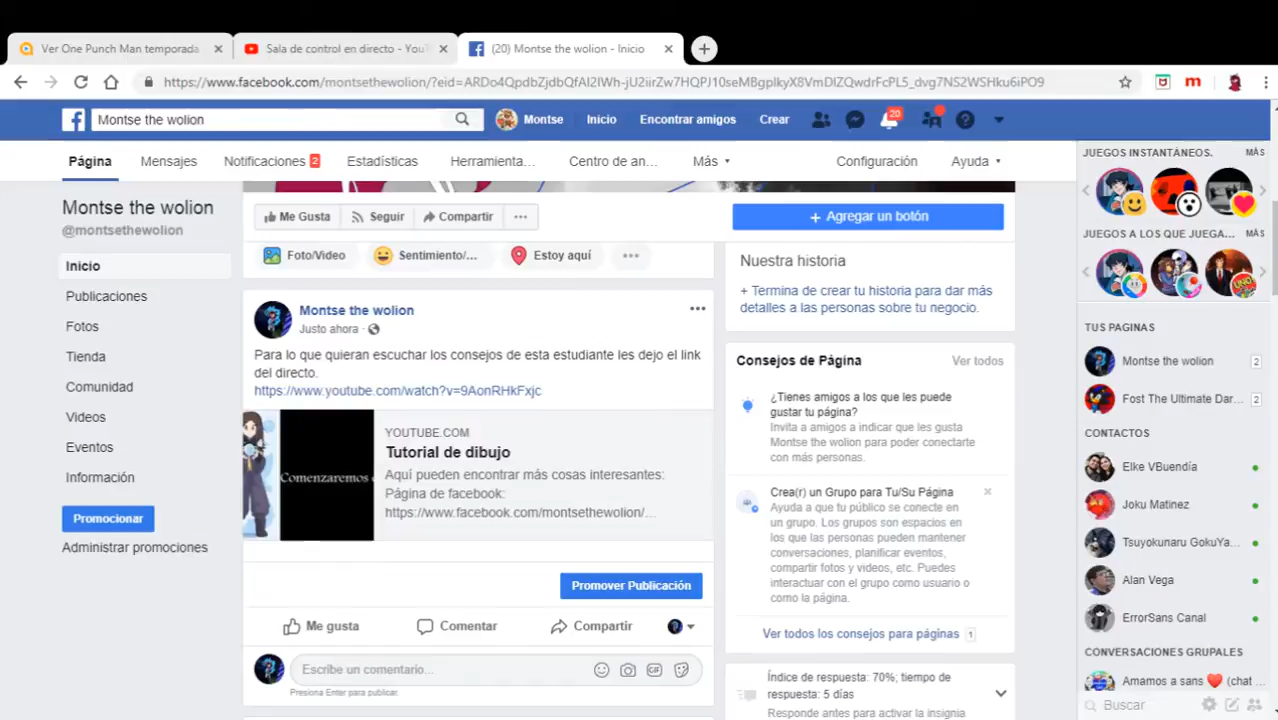 Ver One Punch Man temporada
Sala de control en directo - YouT
(20) Montse the wolion - Inicio
https://www.facebook.com/montsethewolion/?eid=ARDo4QpdbZjdbQfAI2IWh-jU2iirZw7HQPJ10seMBgplkyX8VmDIZQwdrFcPL5_dvg7NS2WSHku6iPO9
Montse the wolion
Montse
Inicio
Encontrar amigos
Crear
20
Página
Mensajes
Notificaciones 2
Estadísticas
Herramienta...
Centro de an...
Más
Configuración
Ayuda
Montse the wolion
@montsethewolion
Inicio
Publicaciones
Fotos
Tienda
Comunidad
Videos
Eventos
Información
Promocionar
Administrar promociones
Me Gusta
Seguir
Compartir
+ Agregar un botón
Foto/Video
Sentimiento/...
Estoy aquí
Montse the wolion
Justo ahora ·
Para lo que quieran escuchar los consejos de esta estudiante les dejo el link
del directo.
https://www.youtube.com/watch?v=9AonRHkFxjc
Comenzaremos
YOUTUBE.COM
Tutorial de dibujo
Aquí pueden encontrar más cosas interesantes:
Página de facebook:
https://www.facebook.com/montsethewolion/...
Promover Publicación
Me gusta
Comentar
Compartir
Escribe un comentario...
GIF
Presiona Enter para publicar.
Nuestra historia
+ Termina de crear tu historia para dar más
detalles a las personas sobre tu negocio.
Consejos de Página
Ver todos
¿Tienes amigos a los que les puede
gustar tu página?
Invita a amigos a indicar que les gusta
Montse the wolion para poder conectarte
con más personas.
Crea(r) un Grupo para Tu/Su Página
Ayuda a que tu público se conecte en
un grupo. Los grupos son espacios en
los que las personas pueden mantener
conversaciones, planificar eventos,
compartir fotos y videos, etc. Puedes
interactuar con el grupo como usuario o
como la página.
Ver todos los consejos para páginas 1
Índice de respuesta: 70%; tiempo de
respuesta: 5 días
Responde antes para activar la insignia
JUEGOS INSTANTÁNEOS.
MÁS
JUEGOS A LOS QUE JUEGA...
MÁS
UNO
TUS PAGINAS
Montse the wolion
2
Fost The Ultimate Dar...
2
CONTACTOS
Elke VBuendía
Joku Matinez
Tsuyokunaru GokuYa...
Alan Vega
ErrorSans Canal
CONVERSACIONES GRUPALES
Amamos a sans ❤️ (chat ...
Buscar